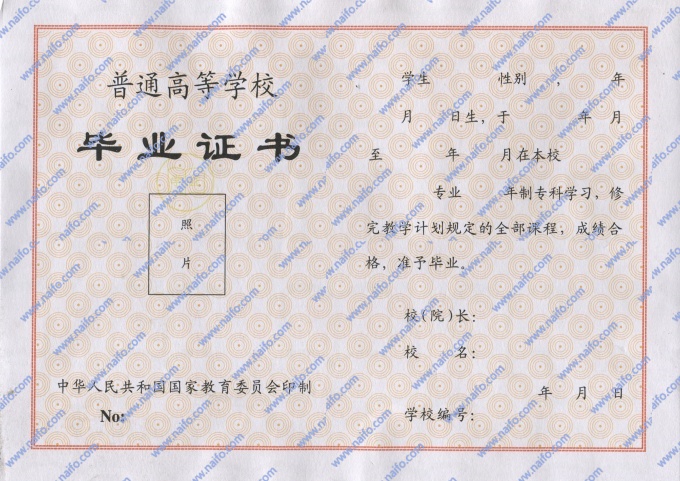 普通高等学校
毕业证书
照
片
中华人民共和国国家教育委员会印制
No:
学生 性别 , 年
月 日生,于 年 月
至 年 月在本校
专业 年制专科学习,修
完教学计划规定的全部课程,成绩合
格,准予毕业.
校(院)长:
校 名:
年 月 日
学校编号:
www.naifo.com